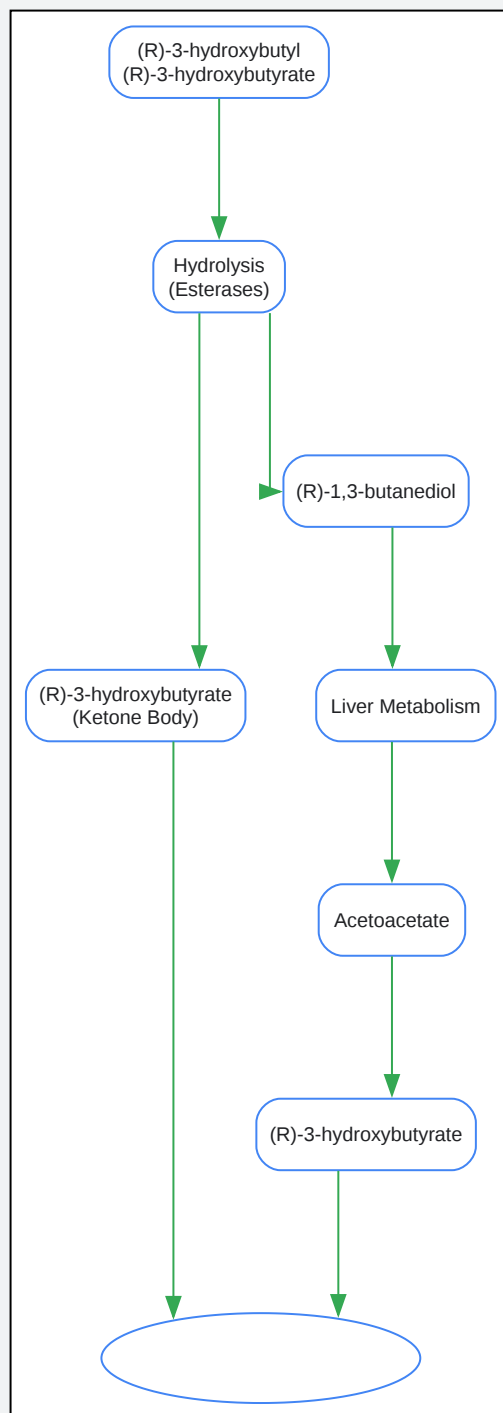 (R)-3-hydroxybutyl
(R)-3-hydroxybutyrate
Hydrolysis
(Esterases)
(R)-1,3-butanediol
(R)-3-hydroxybutyrate
(Ketone Body)
Liver Metabolism
Acetoacetate
(R)-3-hydroxybutyrate